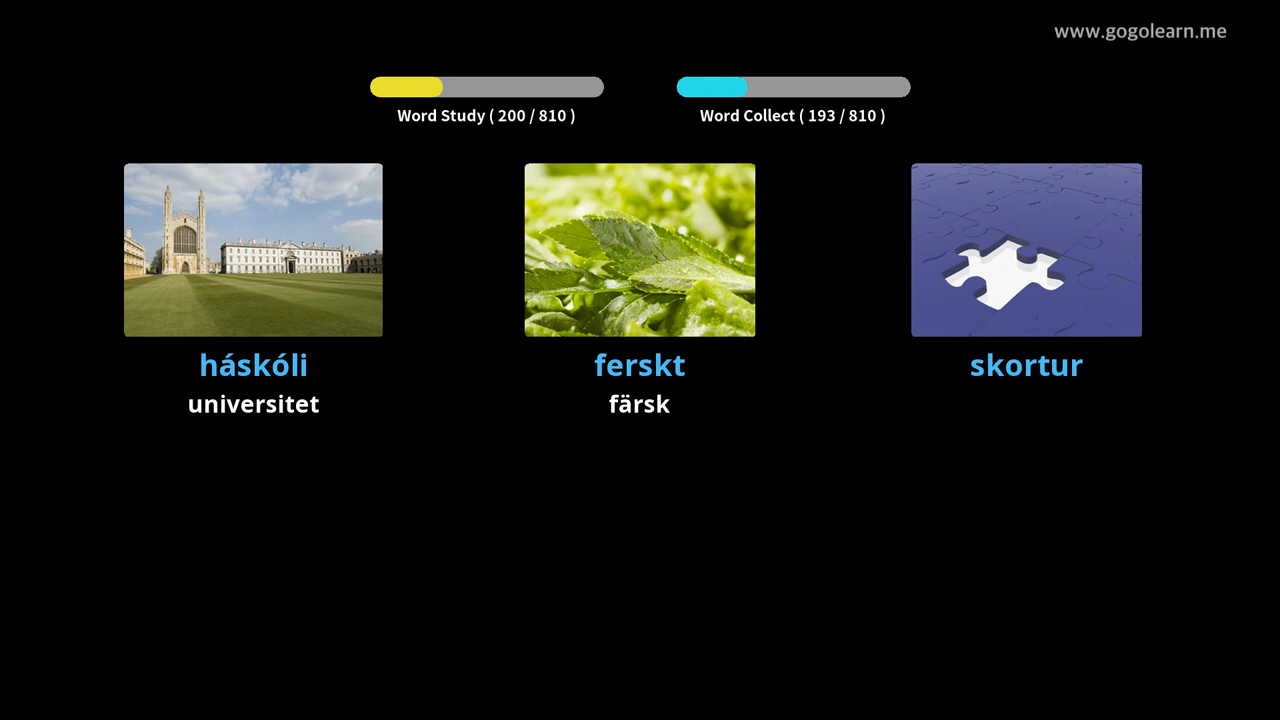 www.gogolearn.me
Word Study ( 200 / 810 )
Word Collect ( 193 / 810 )
háskóli
universitet
ferskt
färsk
skortur